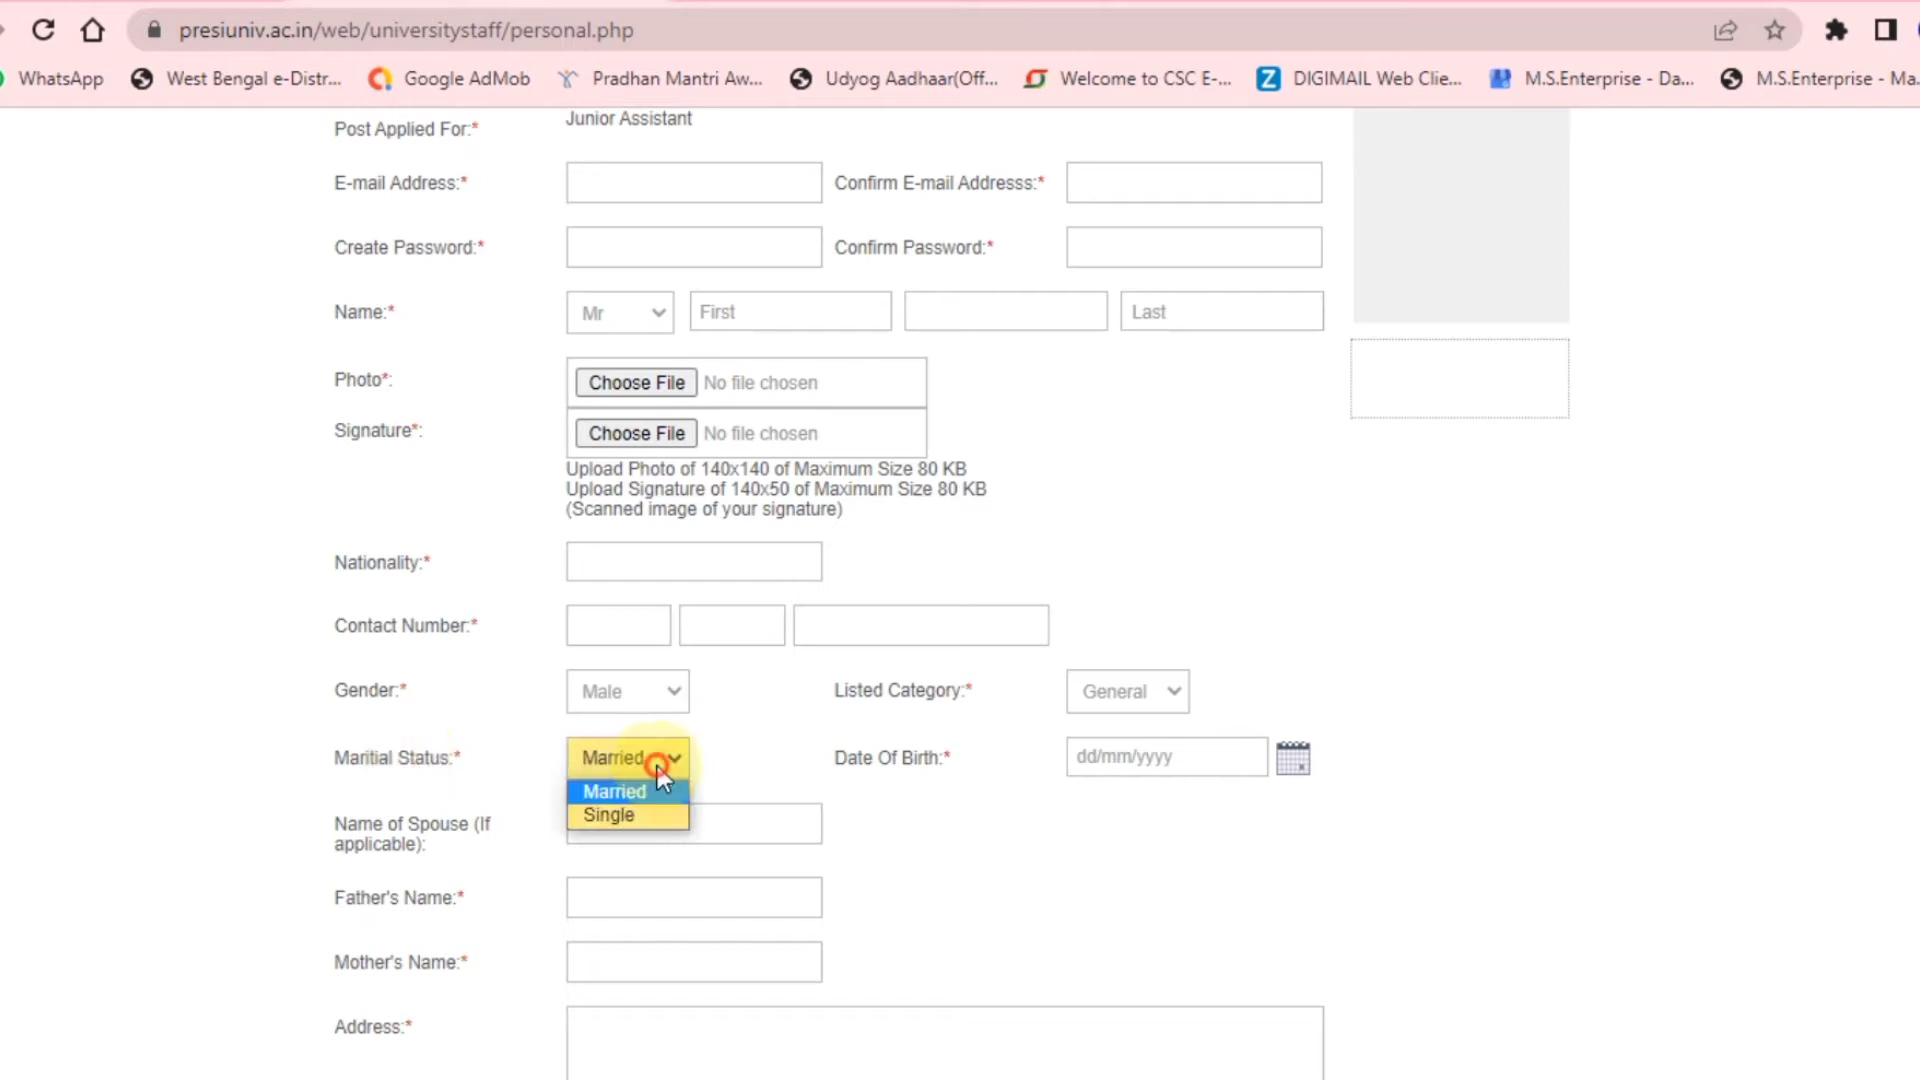 presiuniv.ac.in/web/universitystaff/personal.php
WhatsApp West Bengal e-Distr... Google AdMob Pradhan Mantri Aw... Udyog Aadhaar(Off... Welcome to CSC E-... DIGIMAIL Web Clie... M.S.Enterprise - Da... M.S.Enterprise - Ma...
Post Applied For:* Junior Assistant
E-mail Address:* Confirm E-mail Addresss:*
Create Password:* Confirm Password:*
Name:* Mr First Last
Photo*: Choose File No file chosen
Signature*: Choose File No file chosen
Upload Photo of 140x140 of Maximum Size 80 KB
Upload Signature of 140x50 of Maximum Size 80 KB
(Scanned image of your signature)
Nationality:*
Contact Number:*
Gender:* Male Listed Category:* General
Maritial Status:* Married Date Of Birth:* dd/mm/yyyy
Married
Single
Name of Spouse (If
applicable):
Father's Name:*
Mother's Name:*
Address:*